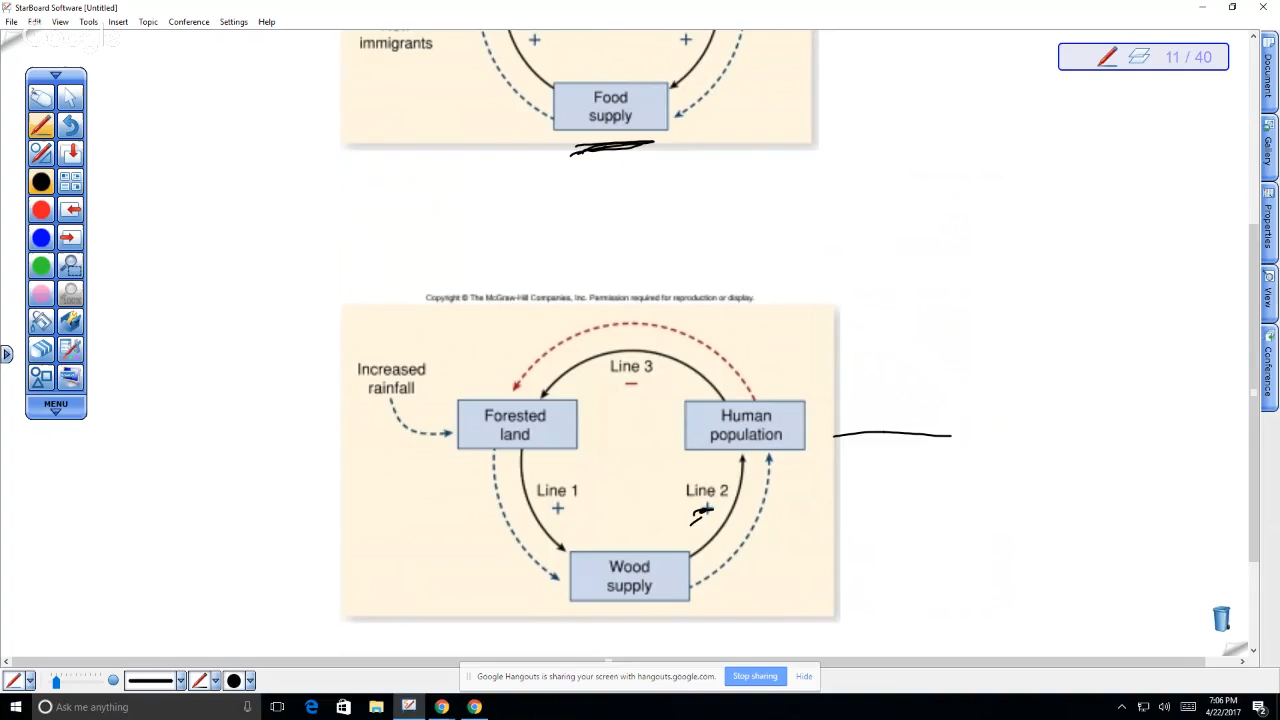 StarBoard Software [Untitled]
File Edit View Tools Insert Topic Conference Settings Help
immigrants
Food
supply
11 / 40
Document
Gallery
Properties
View
Conference
MENU
Copyright © The McGraw-Hill Companies, Inc. Permission required for reproduction or display.
Increased
rainfall
Line 3
−
Forested
land
Human
population
Line 1
+
Line 2
+
Wood
supply
Google Hangouts is sharing your screen with hangouts.google.com.
Stop sharing
Hide
Ask me anything
7:06 PM
4/22/2017